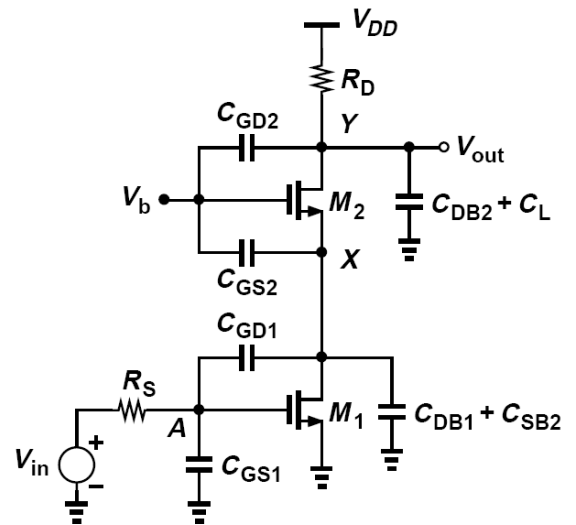 V_DD
R_D
C_GD2
Y
V_out
V_b
M_2
C_DB2 + C_L
X
C_GS2
C_GD1
R_S
A
M_1
C_DB1 + C_SB2
V_in
+
−
C_GS1